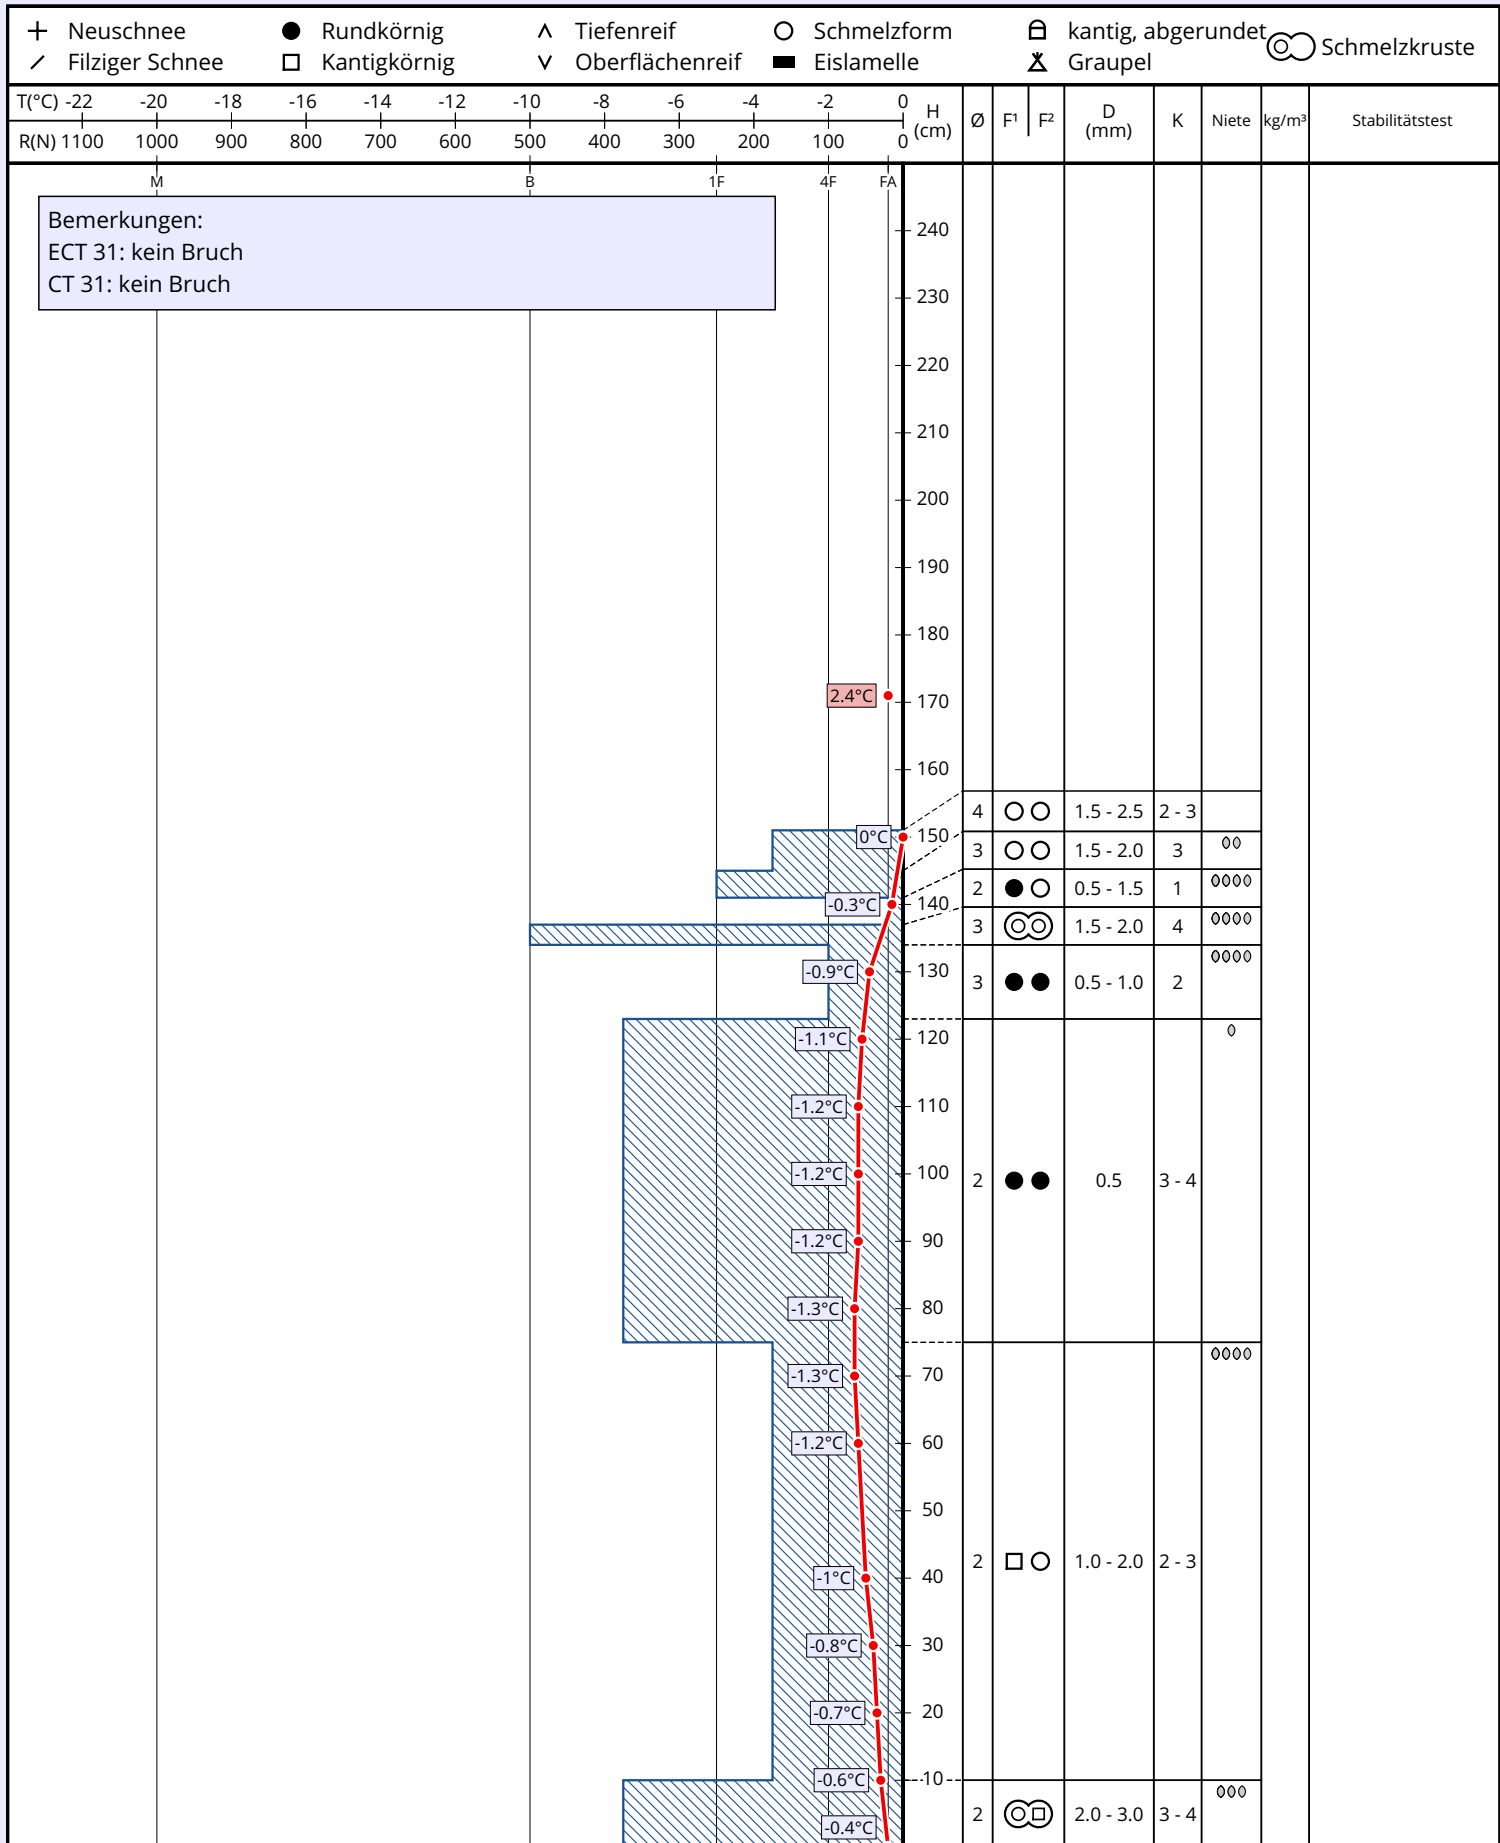 Neuschnee Rundkörnig Tiefenreif Schmelzform kantig, abgerundet Schmelzkruste
Filziger Schnee Kantigkörnig Oberflächenreif Eislamelle Graupel
T(°C) -22 -20 -18 -16 -14 -12 -10 -8 -6 -4 -2 0
R(N) 1100 1000 900 800 700 600 500 400 300 200 100 0
H (cm) Ø F¹ F² D (mm) K Niete kg/m³ Stabilitätstest
M B 1F 4F FA
Bemerkungen:
ECT 31: kein Bruch
CT 31: kein Bruch
240
230
220
210
200
190
180
2.4°C 170
160
4 1.5 - 2.5 2 - 3
0°C 150
3 1.5 - 2.0 3
2 0.5 - 1.5 1
-0.3°C 140
3 1.5 - 2.0 4
-0.9°C 130
3 0.5 - 1.0 2
-1.1°C 120
-1.2°C 110
-1.2°C 100
2 0.5 3 - 4
-1.2°C 90
-1.3°C 80
-1.3°C 70
-1.2°C 60
50
2 1.0 - 2.0 2 - 3
-1°C 40
-0.8°C 30
-0.7°C 20
-0.6°C 10
2 2.0 - 3.0 3 - 4
-0.4°C